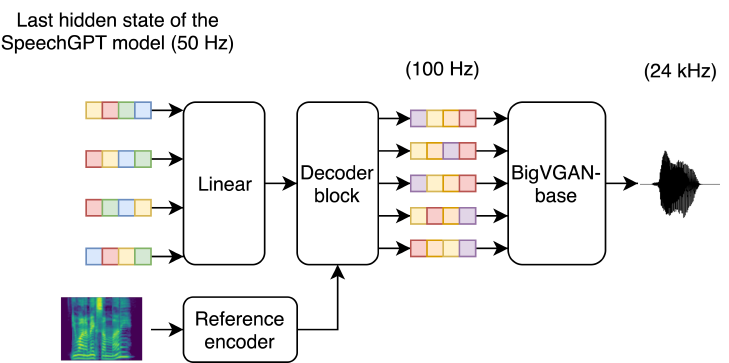 Last hidden state of the
SpeechGPT model (50 Hz)
(100 Hz)
(24 kHz)
Linear
Decoder
block
BigVGAN-
base
Reference
encoder